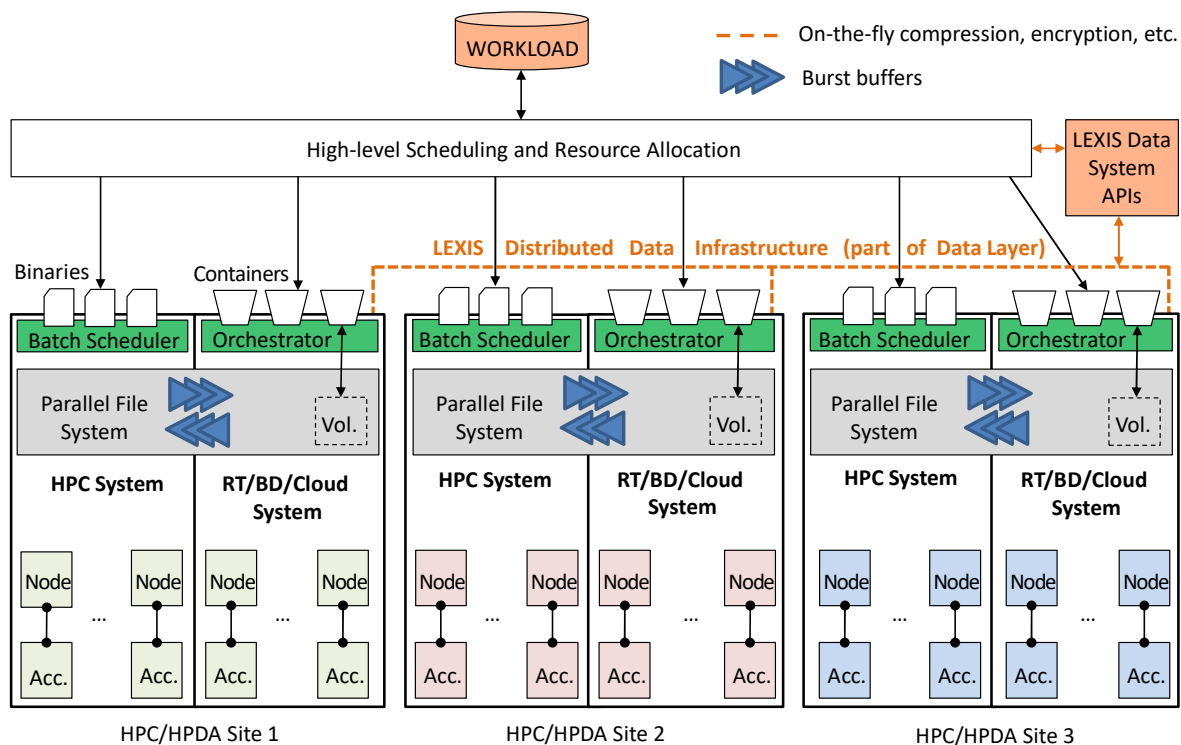 WORKLOAD
On-the-fly compression, encryption, etc.
Burst buffers
High-level Scheduling and Resource Allocation
LEXIS Data
System
APIs
LEXIS Distributed Data Infrastructure (part of Data Layer)
Binaries
Containers
Batch Scheduler
Orchestrator
Batch Scheduler
Orchestrator
Batch Scheduler
Orchestrator
Parallel File
System
Vol.
Parallel File
System
Vol.
Parallel File
System
Vol.
HPC System
RT/BD/Cloud
System
HPC System
RT/BD/Cloud
System
HPC System
RT/BD/Cloud
System
Node
...
Node
Node
...
Node
Node
...
Node
Node
...
Node
Node
...
Node
Node
...
Node
Acc.
Acc.
Acc.
Acc.
Acc.
Acc.
Acc.
Acc.
Acc.
Acc.
Acc.
Acc.
HPC/HPDA Site 1
HPC/HPDA Site 2
HPC/HPDA Site 3